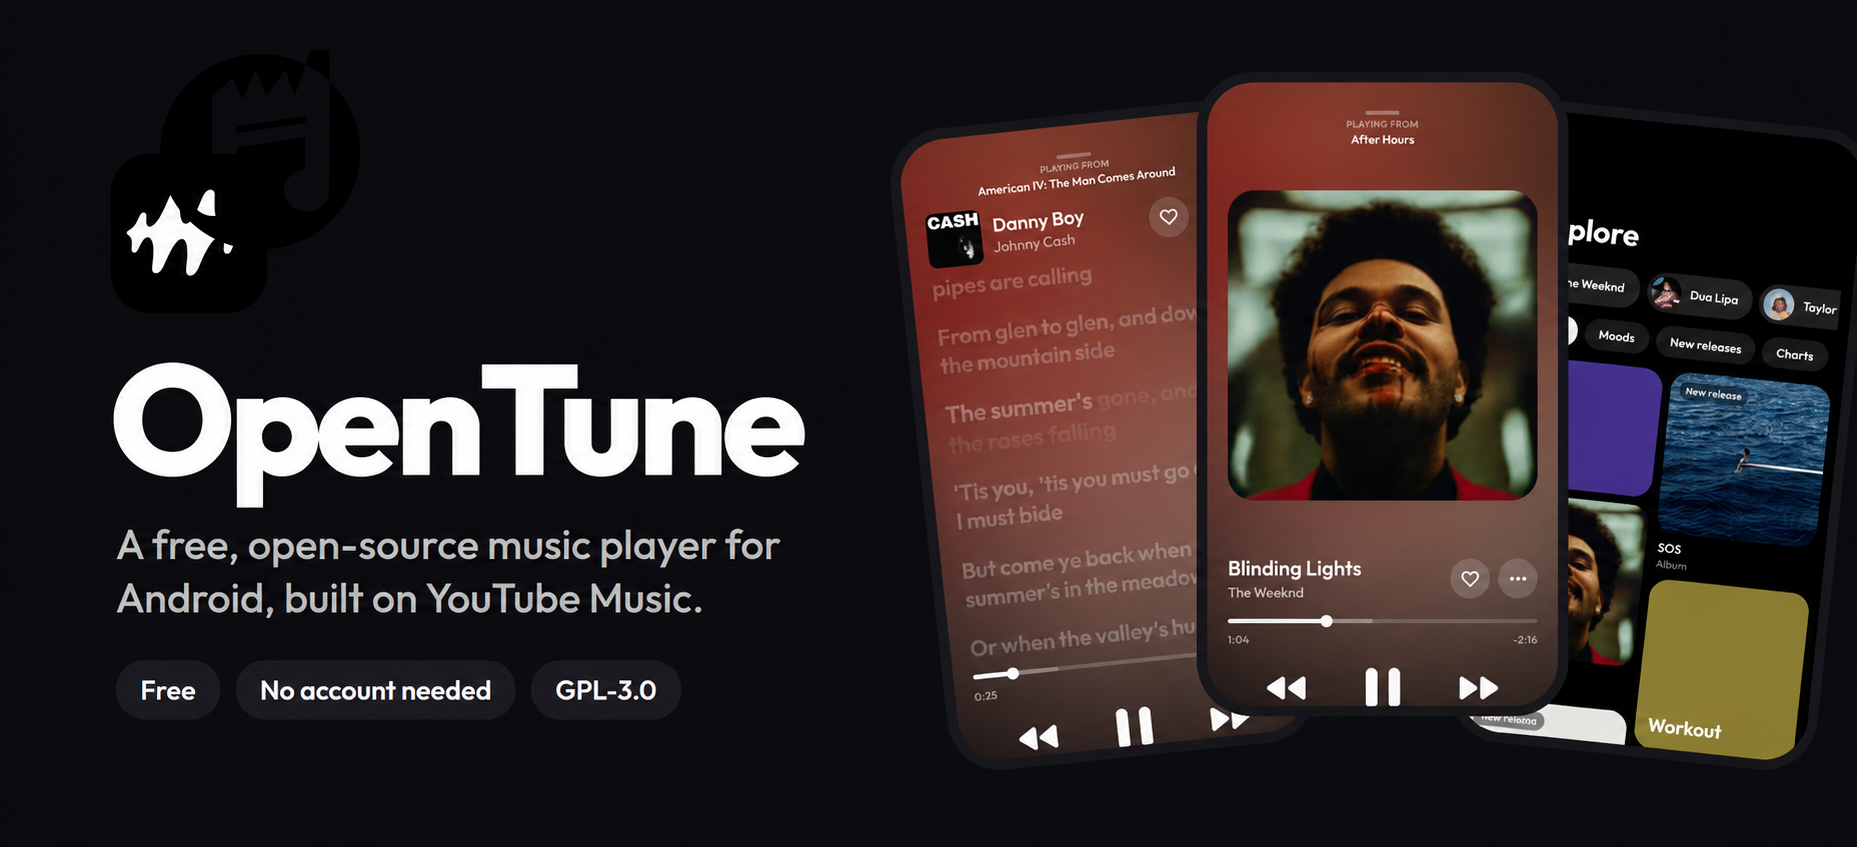 OpenTune
A free, open-source music player for
Android, built on YouTube Music.
Free
No account needed
GPL-3.0
PLAYING FROM
American IV: The Man Comes Around
CASH
Danny Boy
Johnny Cash
pipes are calling
From glen to glen, and dow
the mountain side
The summer's gone, and
the roses falling
'Tis you, 'tis you must go
I must bide
But come ye back when
summer's in the meadow
Or when the valley's hu
0:25
PLAYING FROM
After Hours
Blinding Lights
The Weeknd
1:04
-2:16
plore
he Weeknd
Dua Lipa
Taylor
Moods
New releases
Charts
New release
SOS
Album
Workout